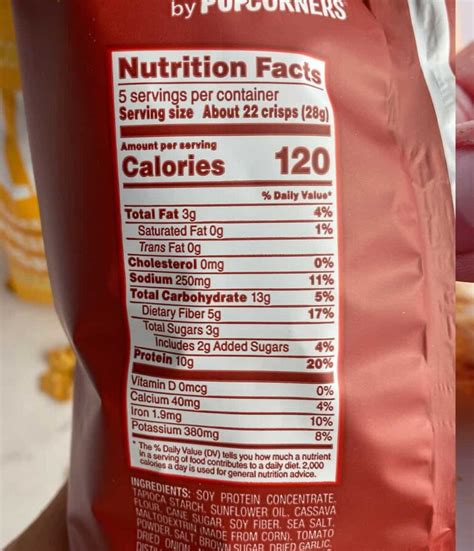 by POPCORNERS
Nutrition Facts
5 servings per container
Serving size About 22 crisps (28g)
Amount per serving
Calories 120
% Daily Value*
Total Fat 3g 4%
Saturated Fat 0g 1%
Trans Fat 0g
Cholesterol 0mg 0%
Sodium 250mg 11%
Total Carbohydrate 13g 5%
Dietary Fiber 5g 17%
Total Sugars 3g
Includes 2g Added Sugars 4%
Protein 10g 20%
Vitamin D 0mcg 0%
Calcium 40mg 4%
Iron 1.9mg 10%
Potassium 380mg 8%
* The % Daily Value (DV) tells you how much a nutrient
in a serving of food contributes to a daily diet. 2,000
calories a day is used for general nutrition advice.
INGREDIENTS: SOY PROTEIN CONCENTRATE,
TAPIOCA STARCH, SUNFLOWER OIL, CASSAVA
FLOUR, CANE SUGAR, SOY FIBER, SEA SALT,
MALTODEXTRIN (MADE FROM CORN), TOMATO
POWDER, SALT, BROWN SUGAR, DRIED GARLIC,
DRIED ONION,